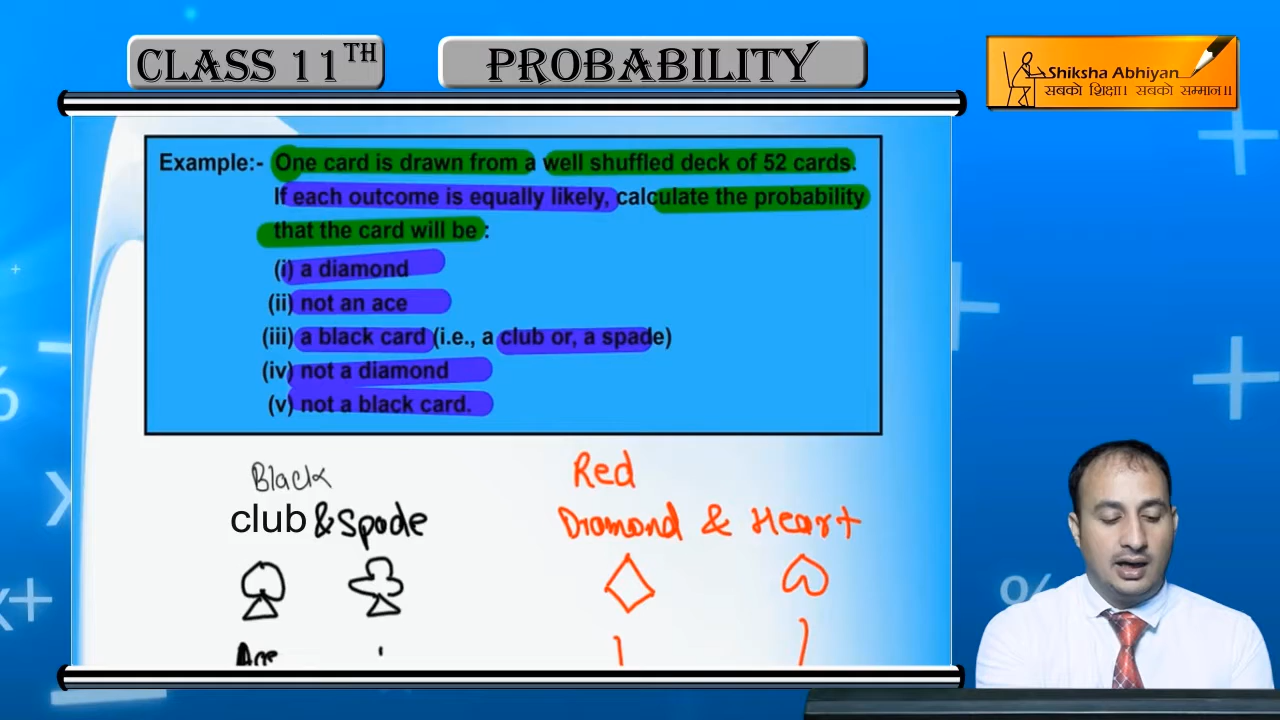 CLASS 11TH
PROBABILITY
Shiksha Abhiyan
सबको शिक्षा। सबको सम्मान।।
Example:- One card is drawn from a well shuffled deck of 52 cards.
If each outcome is equally likely, calculate the probability
that the card will be :
(i) a diamond
(ii) not an ace
(iii) a black card (i.e., a club or, a spade)
(iv) not a diamond
(v) not a black card.
Black
Red
club & Spade
Diamond & Heart